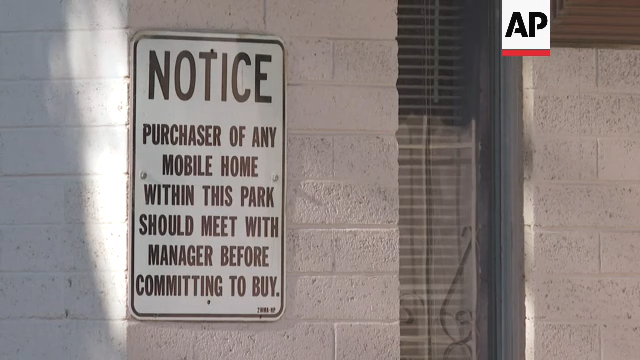 AP
NOTICE
PURCHASER OF ANY
MOBILE HOME
WITHIN THIS PARK
SHOULD MEET WITH
MANAGER BEFORE
COMMITTING TO BUY.